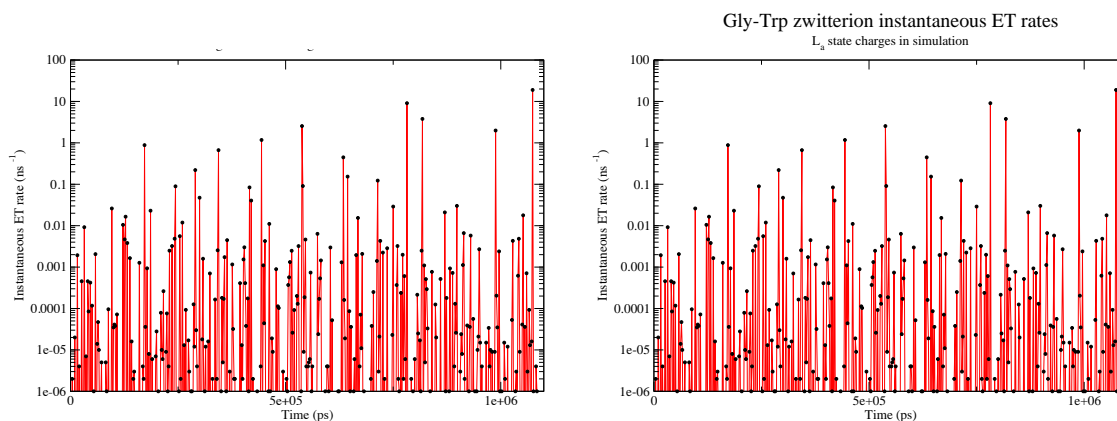 Gly-Trp zwitterion instantaneous ET rates
L_a state charges in simulation
100
10
1
0.1
0.01
0.001
0.0001
1e-05
1e-06
Instantaneous ET rate (ns⁻¹)
0
5e+05
1e+06
Time (ps)
100
10
1
0.1
0.01
0.001
0.0001
1e-05
1e-06
Instantaneous ET rate (ns⁻¹)
0
5e+05
1e+06
Time (ps)